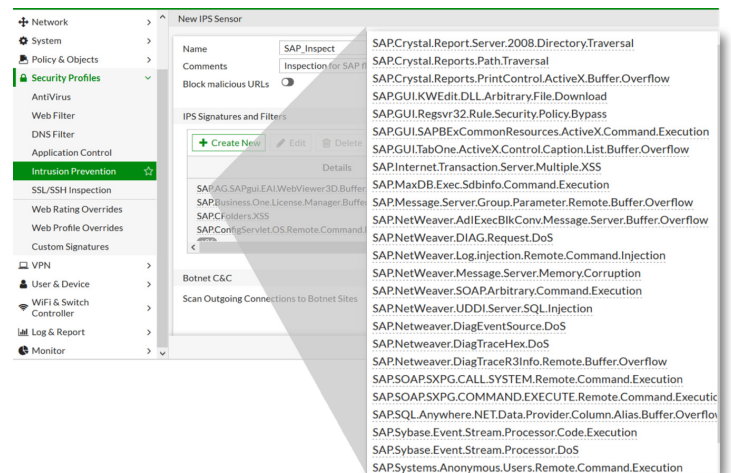 Network
System
Policy & Objects
Security Profiles
AntiVirus
Web Filter
DNS Filter
Application Control
Intrusion Prevention
SSL/SSH Inspection
Web Rating Overrides
Web Profile Overrides
Custom Signatures
VPN
User & Device
WiFi & Switch
Controller
Log & Report
Monitor
New IPS Sensor
Name SAP_Inspect
Comments Inspection for SAP
Block malicious URLs
IPS Signatures and Filters
Create New Edit Delete
Details
SAP.AG.SAPgui.EAI.WebViewer3D.Buffer
SAP.Business.One.License.Manager.Buffer
SAP.CFolders.XSS
SAP.ConfigServlet.OS.Remote.Command.
Botnet C&C
Scan Outgoing Connections to Botnet Sites
SAP.Crystal.Report.Server.2008.Directory.Traversal
SAP.Crystal.Reports.Path.Traversal
SAP.Crystal.Reports.PrintControl.ActiveX.Buffer.Overflow
SAP.GUI.KWEdit.DLL.Arbitrary.File.Download
SAP.GUI.Regsvr32.Rule.Security.Policy.Bypass
SAP.GUI.SAPBExCommonResources.ActiveX.Command.Execution
SAP.GUI.TabOne.ActiveX.Control.Caption.List.Buffer.Overflow
SAP.Internet.Transaction.Server.Multiple.XSS
SAP.MaxDB.Exec.Sdbinfo.Command.Execution
SAP.Message.Server.Group.Parameter.Remote.Buffer.Overflow
SAP.NetWeaver.AdIExecBlkConv.Message.Server.Buffer.Overflow
SAP.NetWeaver.DIAG.Request.DoS
SAP.NetWeaver.Log.injection.Remote.Command.Injection
SAP.NetWeaver.Message.Server.Memory.Corruption
SAP.NetWeaver.SOAP.Arbitrary.Command.Execution
SAP.NetWeaver.UDDI.Server.SQL.Injection
SAP.Netweaver.DiagEventSource.DoS
SAP.Netweaver.DiagTraceHex.DoS
SAP.Netweaver.DiagTraceR3Info.Remote.Buffer.Overflow
SAP.SOAP.SXPG.CALL.SYSTEM.Remote.Command.Execution
SAP.SOAP.SXPG.COMMAND.EXECUTE.Remote.Command.Executio
SAP.SQL.Anywhere.NET.Data.Provider.Column.Alias.Buffer.Overflow
SAP.Sybase.Event.Stream.Processor.Code.Execution
SAP.Sybase.Event.Stream.Processor.DoS
SAP.Systems.Anonymous.Users.Remote.Command.Execution